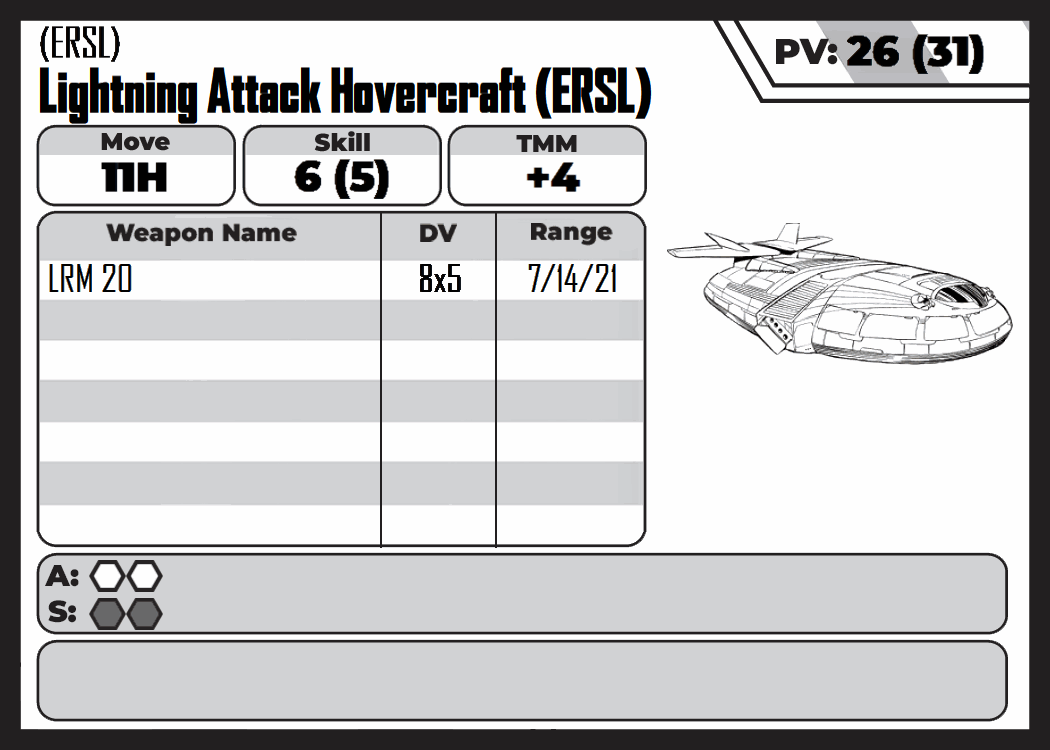 (ERSL)
Lightning Attack Hovercraft (ERSL)
PV: 26 (31)
Move Skill TMM
11H 6 (5) +4
Weapon Name DV Range
LRM 20 8x5 7/14/21
A:
S: